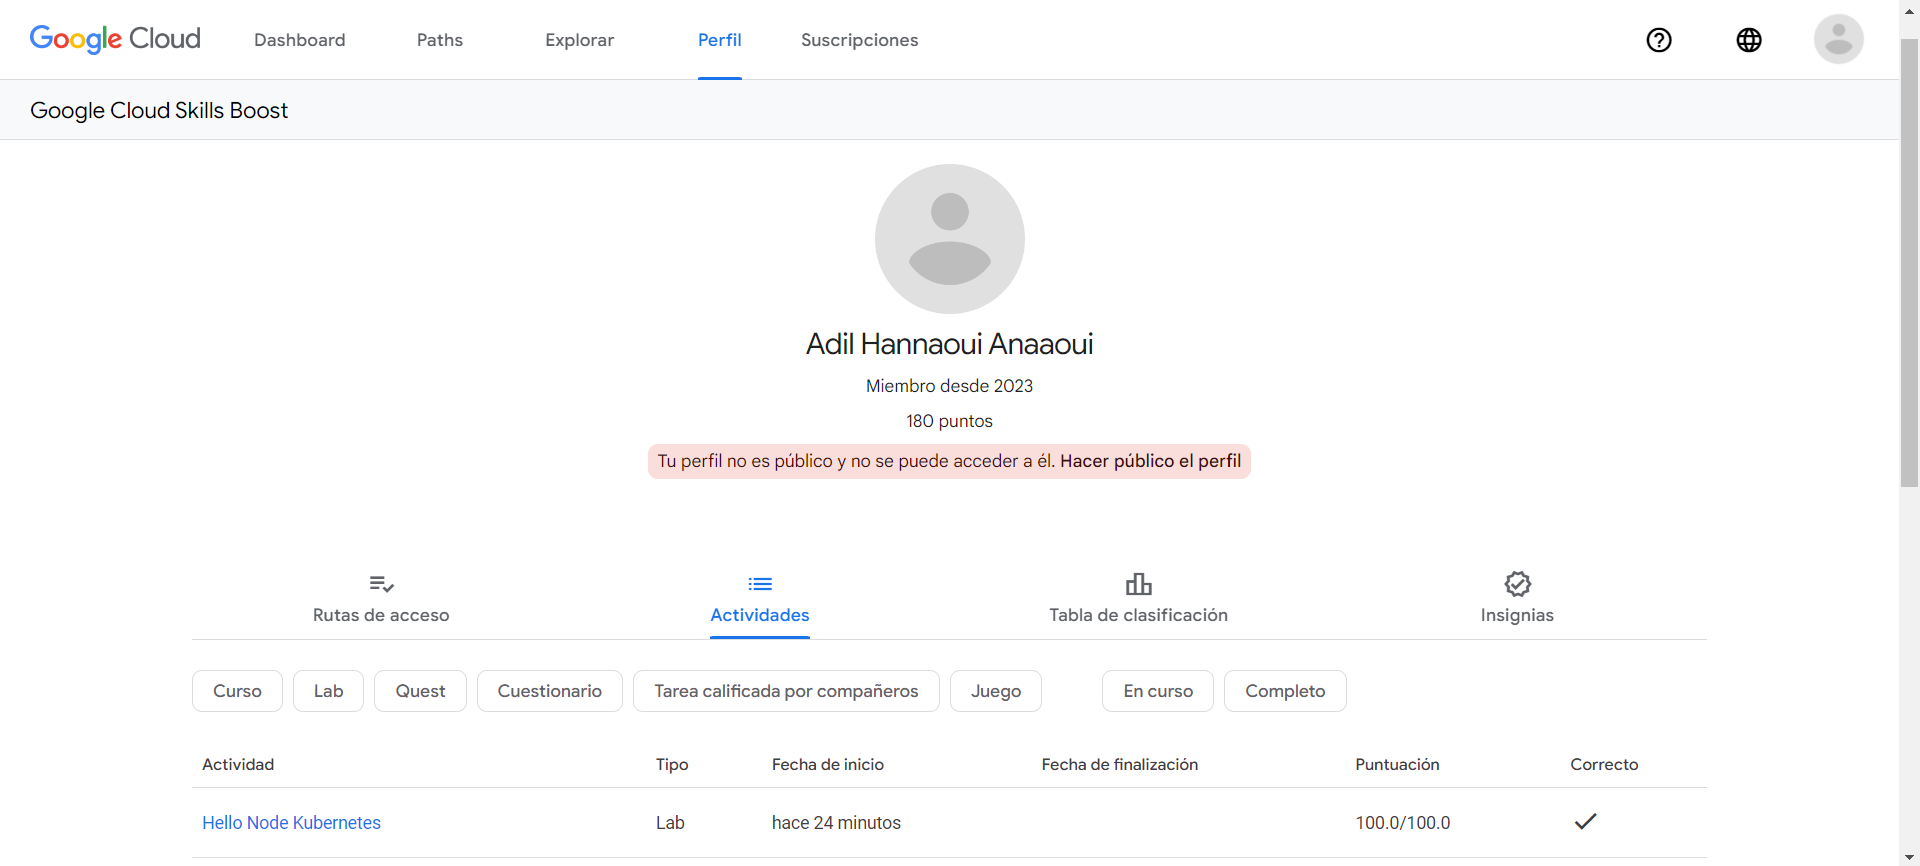 Google Cloud Dashboard Paths Explorar Perfil Suscripciones
Google Cloud Skills Boost
Adil Hannaoui Anaaoui
Miembro desde 2023
180 puntos
Tu perfil no es público y no se puede acceder a él. Hacer público el perfil
Rutas de acceso Actividades Tabla de clasificación Insignias
Curso Lab Quest Cuestionario Tarea calificada por compañeros Juego En curso Completo
Actividad Tipo Fecha de inicio Fecha de finalización Puntuación Correcto
Hello Node Kubernetes Lab hace 24 minutos 100.0/100.0